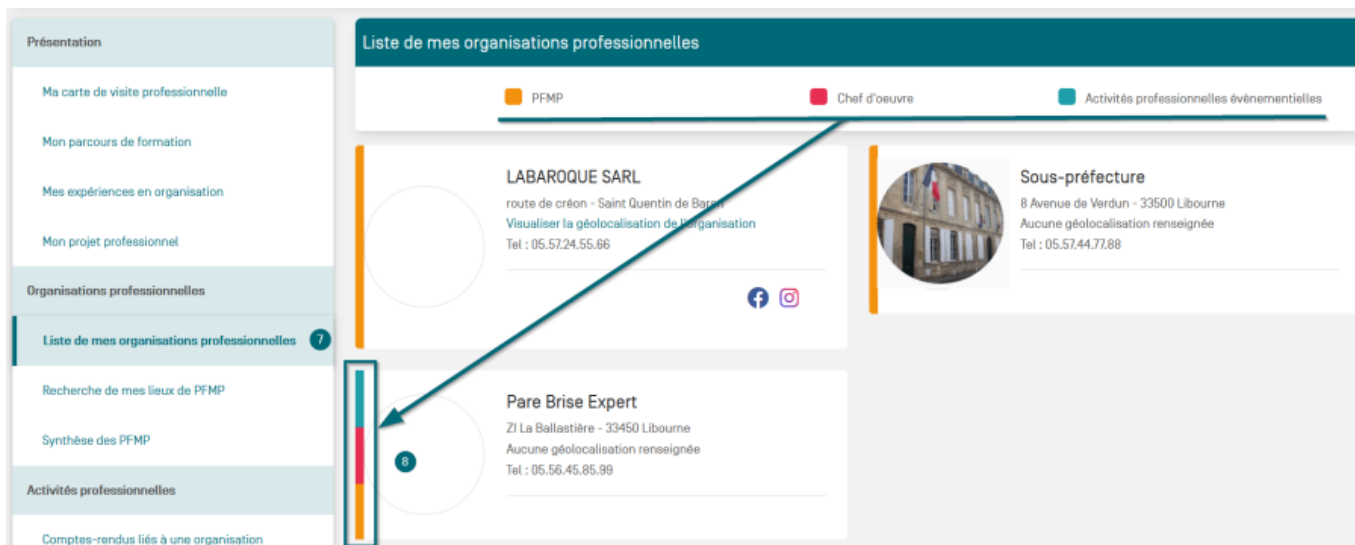 Présentation
Ma carte de visite professionnelle
Mon parcours de formation
Mes expériences en organisation
Mon projet professionnel
Organisations professionnelles
Liste de mes organisations professionnelles 7
Recherche de mes lieux de PFMP
Synthèse des PFMP
Activités professionnelles
Comptes-rendus liés à une organisation
Liste de mes organisations professionnelles
PFMP
Chef d'oeuvre
Activités professionnelles évènementielles
LABAROQUE SARL
route de créon - Saint Quentin de Baron
Visualiser la géolocalisation de l'organisation
Tel : 05.57.24.55.66
Sous-préfecture
8 Avenue de Verdun - 33500 Libourne
Aucune géolocalisation renseignée
Tel : 05.57.44.77.88
8
Pare Brise Expert
ZI La Ballastière - 33450 Libourne
Aucune géolocalisation renseignée
Tel : 05.56.45.85.99